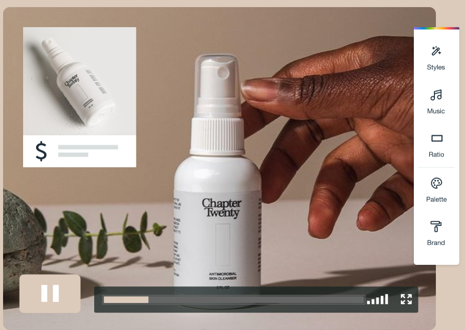 Chapter
Twenty
$
Chapter
Twenty
ANTIMICROBIAL
SKIN CLEANSER
Styles
Music
Ratio
Palette
Brand